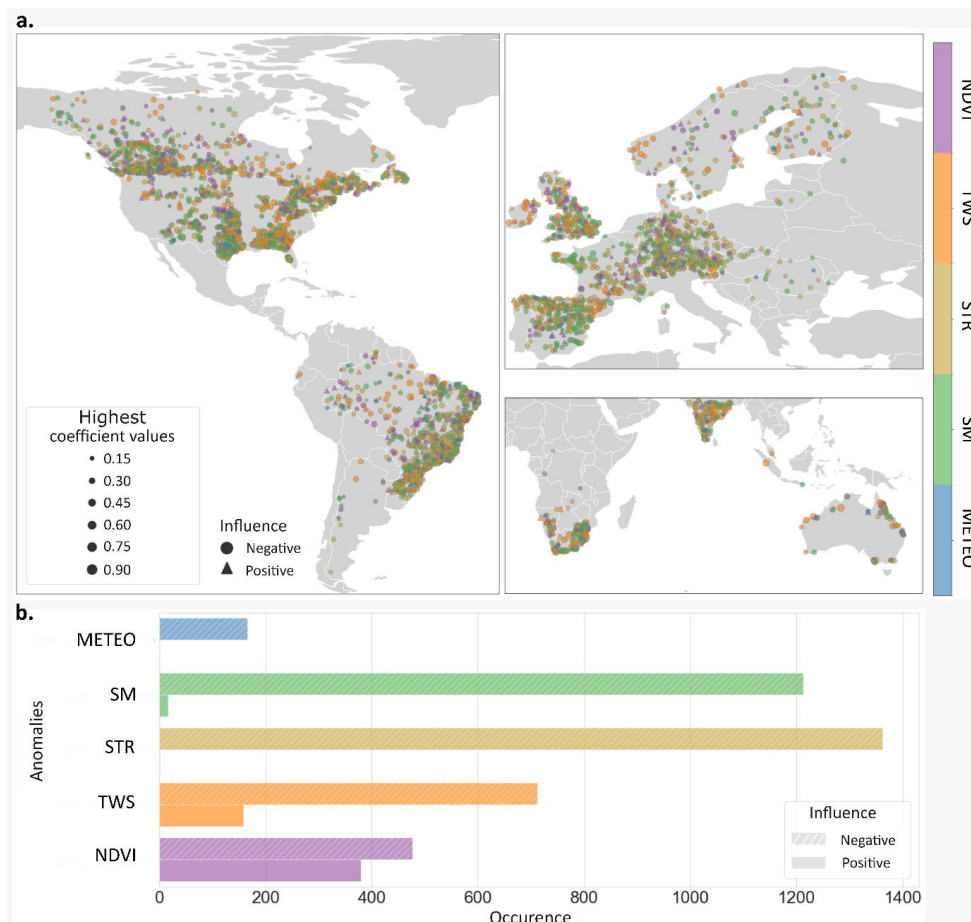 a.
Highest
coefficient values
0.15
0.30
0.45
0.60
0.75
0.90
Influence
Negative
Positive
NDVI
TWS
STR
SM
METEO
b.
METEO
SM
STR
TWS
NDVI
Anomalies
Influence
Negative
Positive
0 200 400 600 800 1000 1200 1400
Occurence